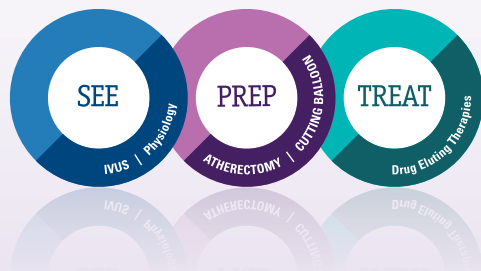 SEE
IVUS | Physiology
PREP
ATHERECTOMY | CUTTING BALLOON
TREAT
Drug Eluting Therapies